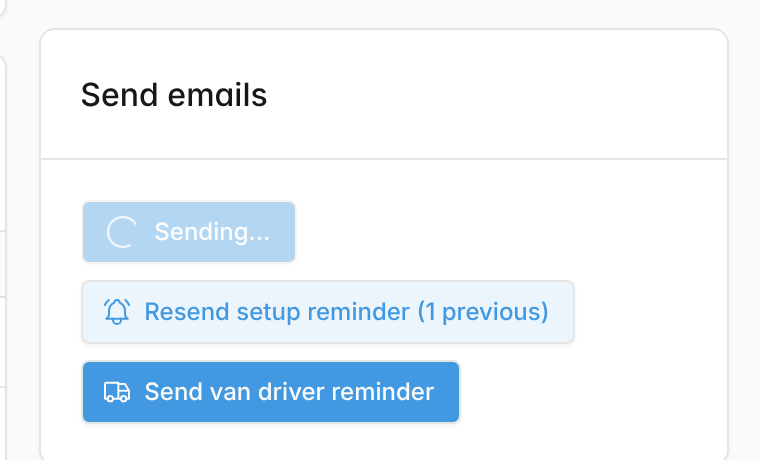 Send emails
Sending...
Resend setup reminder (1 previous)
Send van driver reminder